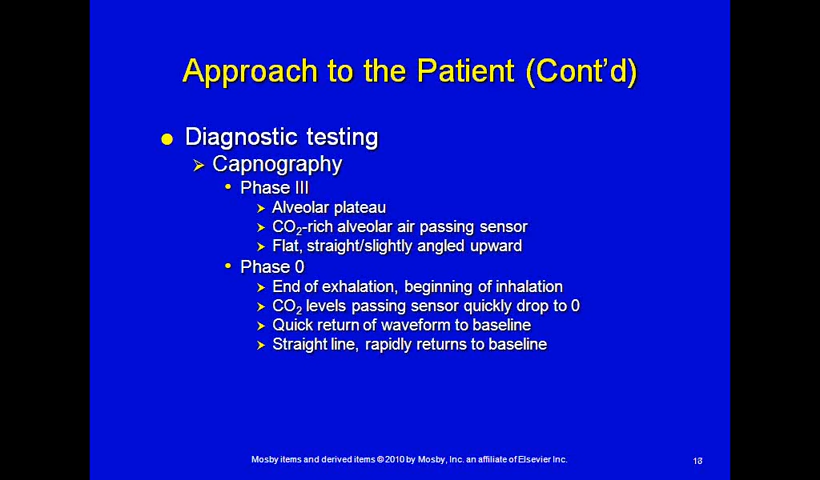 Approach to the Patient (Cont’d)
Diagnostic testing
Capnography
Phase III
Alveolar plateau
CO2-rich alveolar air passing sensor
Flat, straight/slightly angled upward
Phase 0
End of exhalation, beginning of inhalation
CO2 levels passing sensor quickly drop to 0
Quick return of waveform to baseline
Straight line, rapidly returns to baseline
Mosby items and derived items © 2010 by Mosby, Inc. an affiliate of Elsevier Inc.